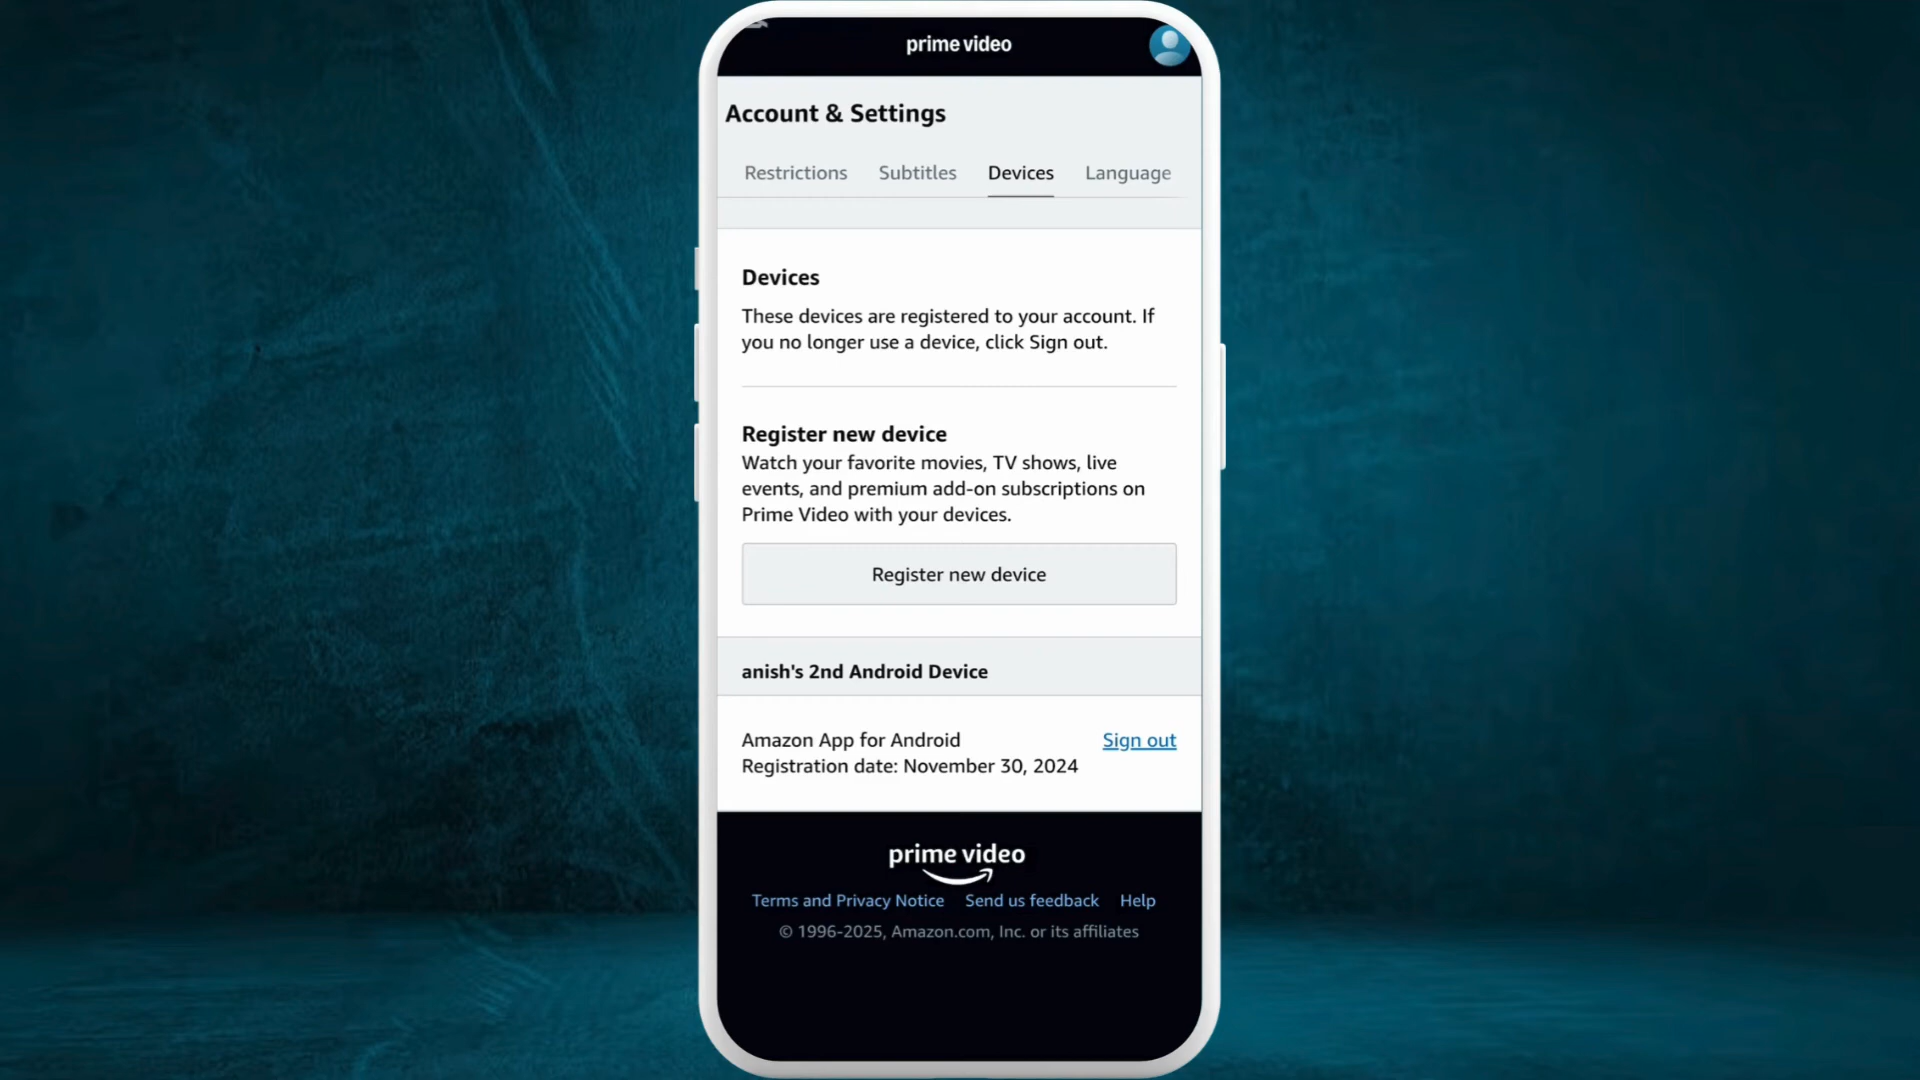 prime video
Account & Settings
Restrictions Subtitles Devices Language
Devices
These devices are registered to your account. If
you no longer use a device, click Sign out.
Register new device
Watch your favorite movies, TV shows, live
events, and premium add-on subscriptions on
Prime Video with your devices.
Register new device
anish's 2nd Android Device
Amazon App for Android Sign out
Registration date: November 30, 2024
prime video
Terms and Privacy Notice Send us feedback Help
© 1996-2025, Amazon.com, Inc. or its affiliates